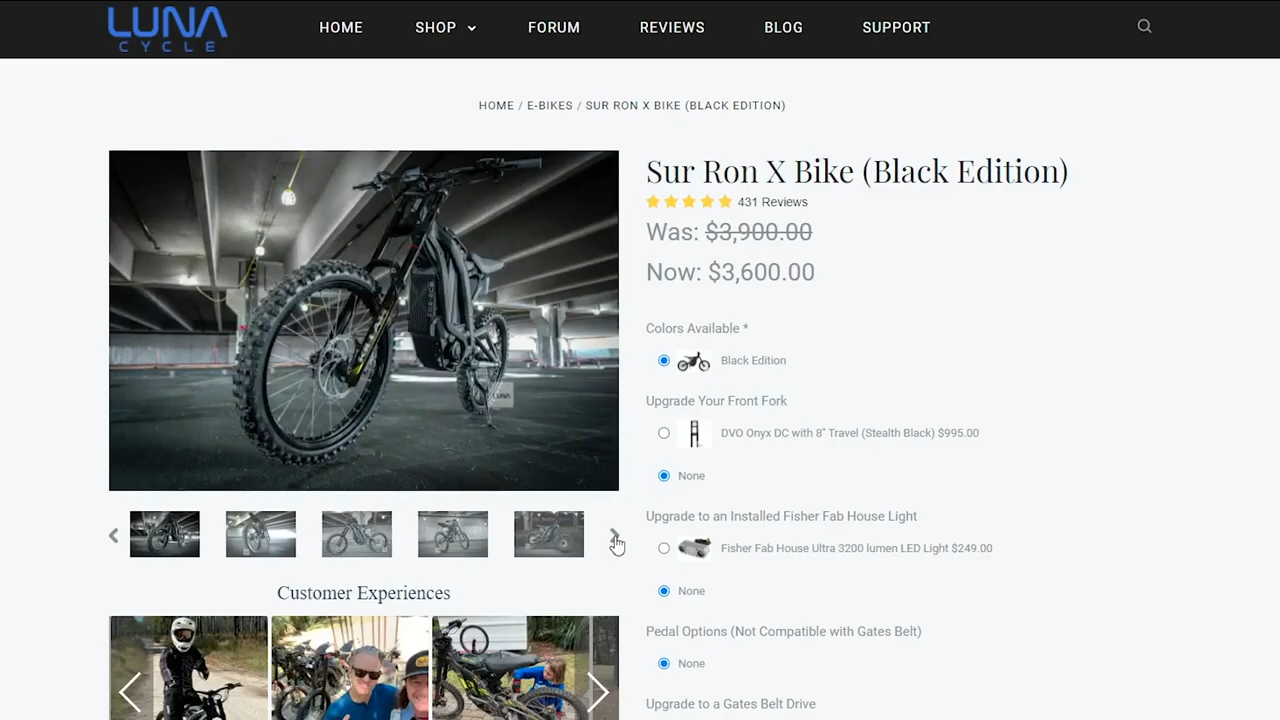 LUNA
CYCLE
HOME
SHOP
FORUM
REVIEWS
BLOG
SUPPORT
HOME / E-BIKES / SUR RON X BIKE (BLACK EDITION)
Sur Ron X Bike (Black Edition)
431 Reviews
Was: $3,900.00
Now: $3,600.00
Colors Available *
Black Edition
Upgrade Your Front Fork
DVO Onyx DC with 8" Travel (Stealth Black) $995.00
None
Upgrade to an Installed Fisher Fab House Light
Fisher Fab House Ultra 3200 lumen LED Light $249.00
None
Pedal Options (Not Compatible with Gates Belt)
None
Upgrade to a Gates Belt Drive
LUNA
Customer Experiences